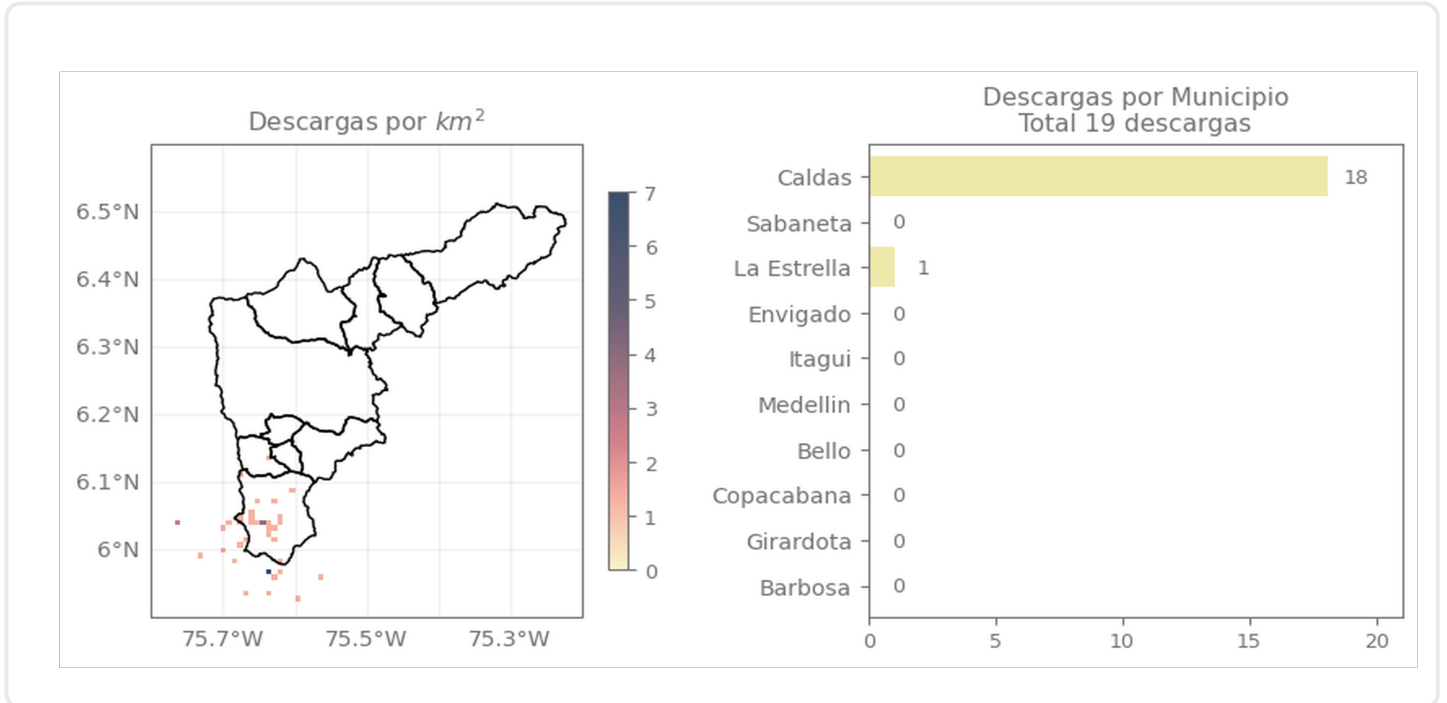 Descargas por km²
6.5°N
6.4°N
6.3°N
6.2°N
6.1°N
6°N
75.7°W 75.5°W 75.3°W
7
6
5
4
3
2
1
0
Descargas por Municipio
Total 19 descargas
Caldas 18
Sabaneta 0
La Estrella 1
Envigado 0
Itagui 0
Medellin 0
Bello 0
Copacabana 0
Girardota 0
Barbosa 0
0 5 10 15 20